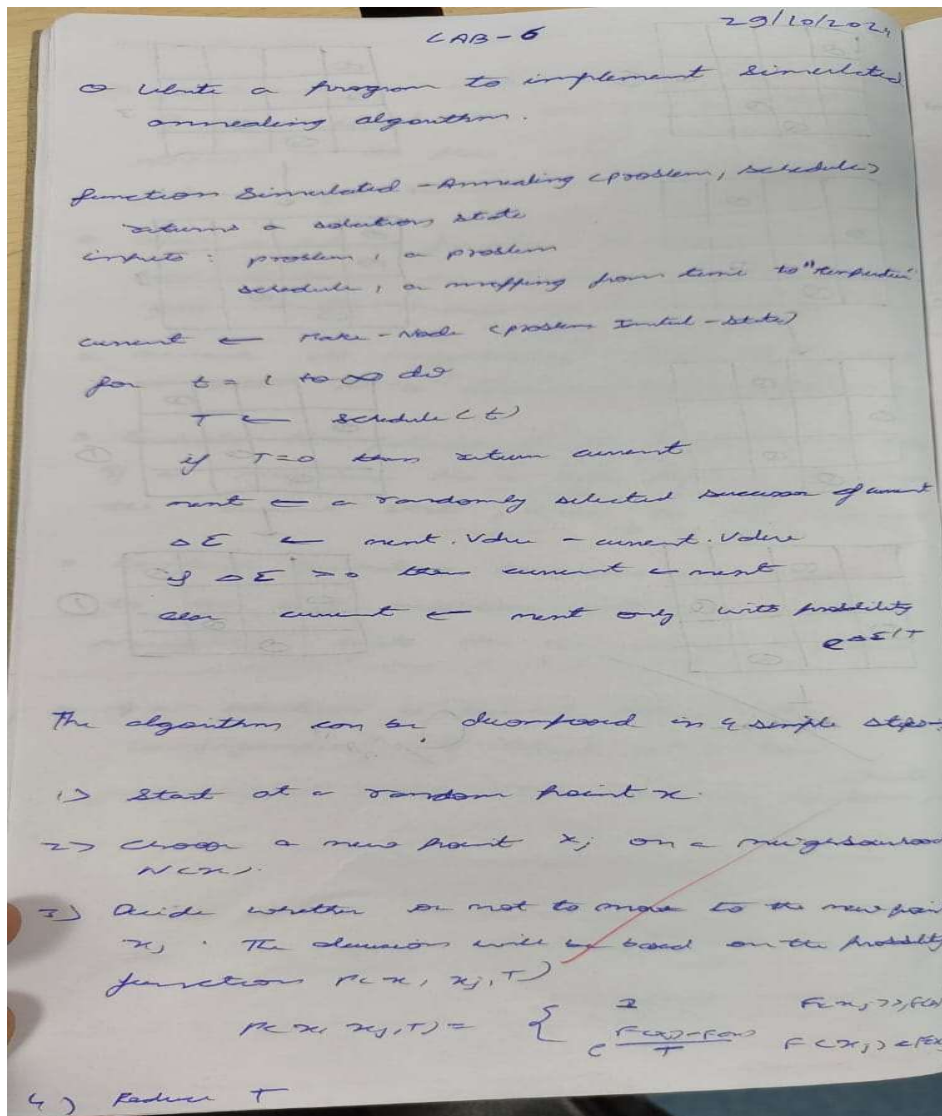 LAB-6 29/10/2024
Write a program to implement simulated
annealing algorithm.
function Simulated-Annealing (problem, schedule)
returns a solution state
inputs : problem, a problem
schedule, a mapping from time to "temperature"
current ← Make-Node (problem Initial-State)
for t = 1 to ∞ do
T ← schedule(t)
if T=0 then return current
next ← a randomly selected successor of current
ΔE ← next.Value - current.Value
if ΔE >0 then current ← next
else current ← next only with probability
e^ΔE/T
The algorithm can be decomposed in 4 simple steps-
1) Start at a random point x.
2) Choose a new point xj on a neighbourhood
N(x).
3) Decide whether or not to move to the new poin
xj. The decision will be based on the probability
function P(x, xj, T)
P(x, xj, T) = {
4) Reduce T